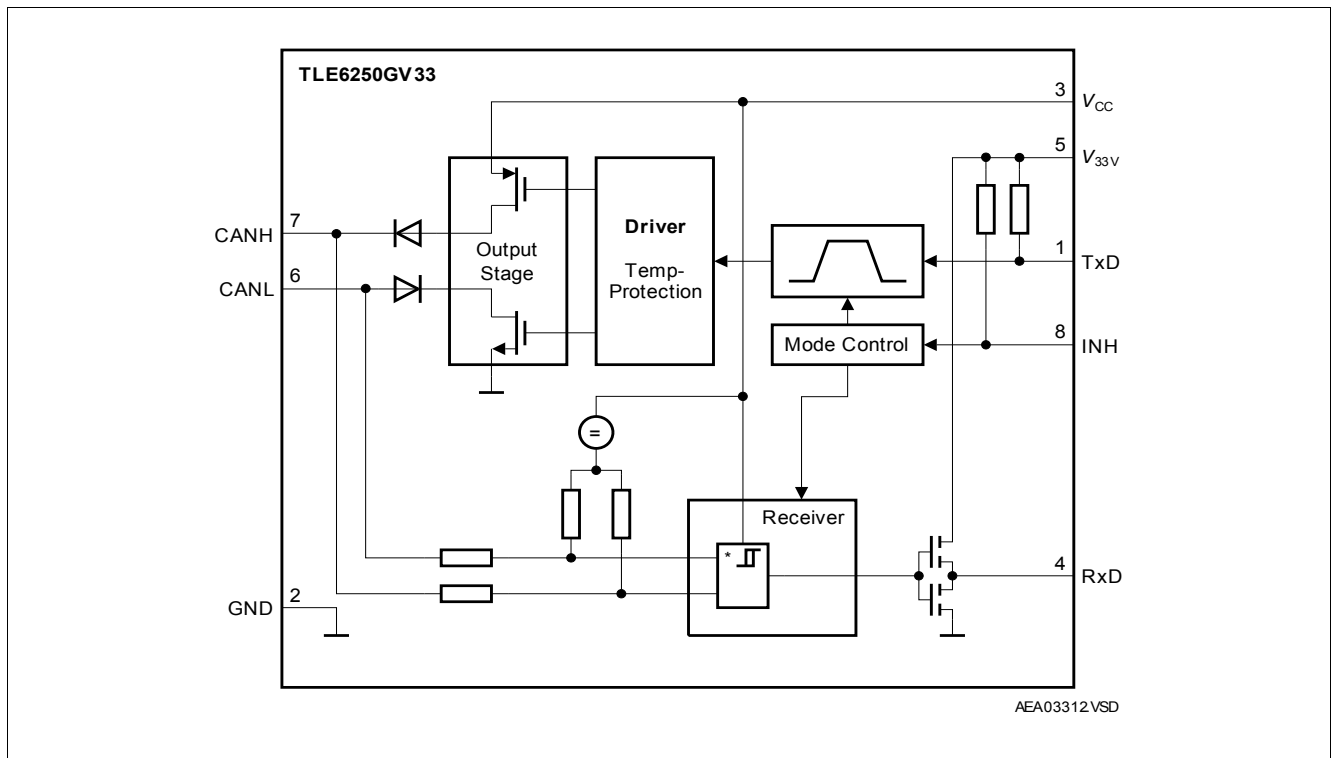 TLE6250GV33
3
VCC
5
V33 V
Driver
Temp-
Protection
Output
Stage
7
CANH
6
CANL
1
TxD
Mode Control
8
INH
=
Receiver
*
4
RxD
2
GND
AEA03312.VSD